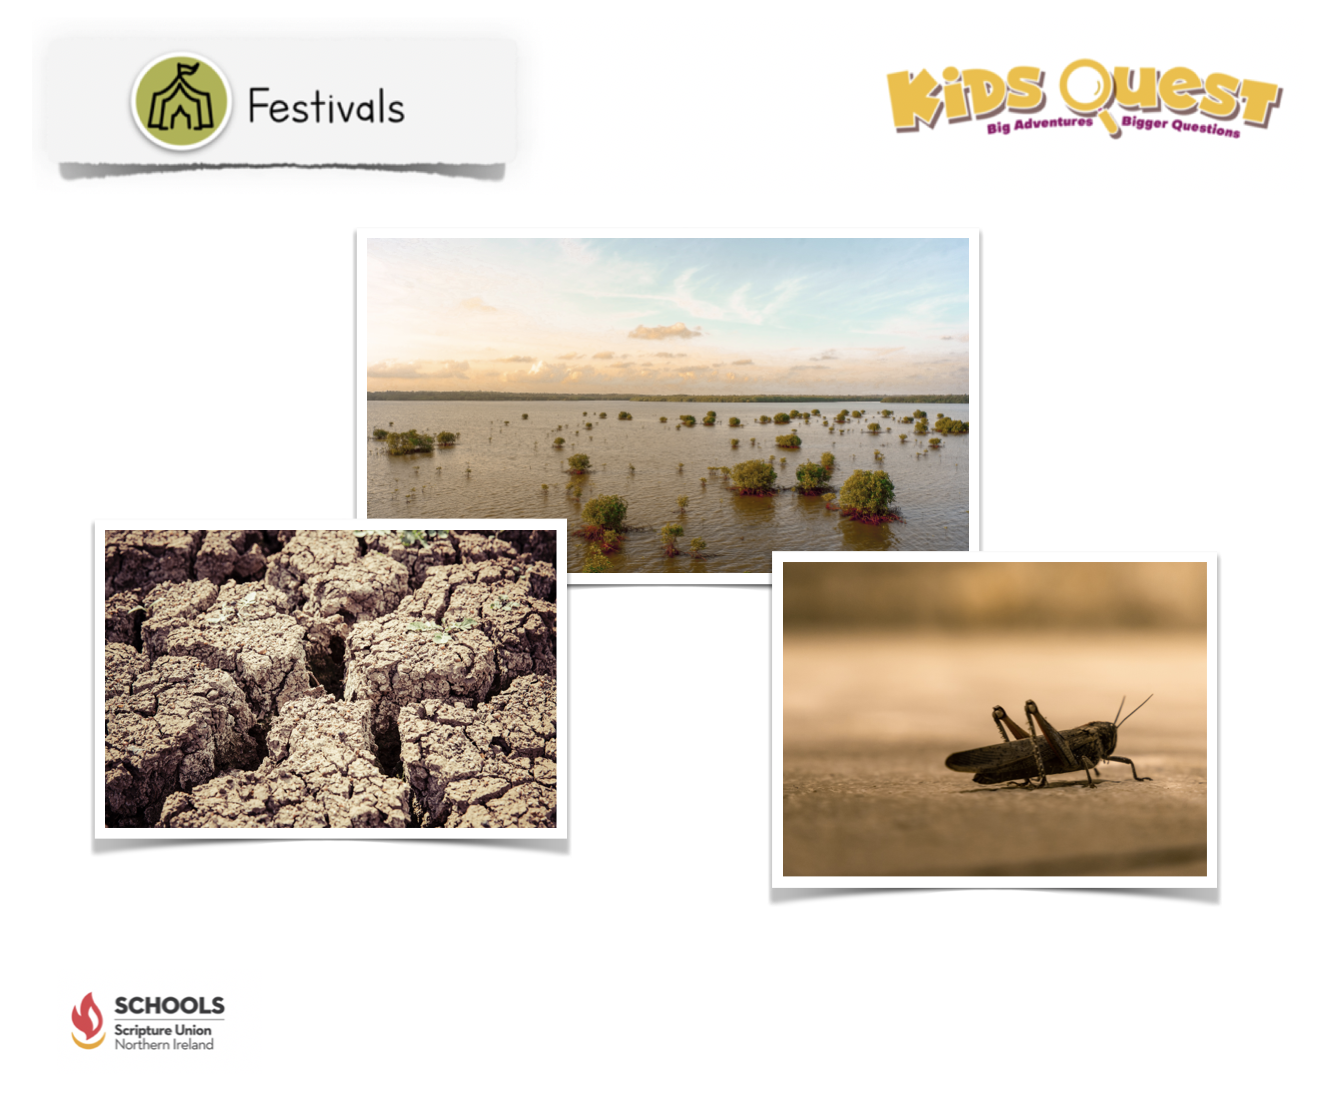 Festivals
KiDS QUEST
Big Adventures Bigger Questions
SCHOOLS
Scripture Union
Northern Ireland